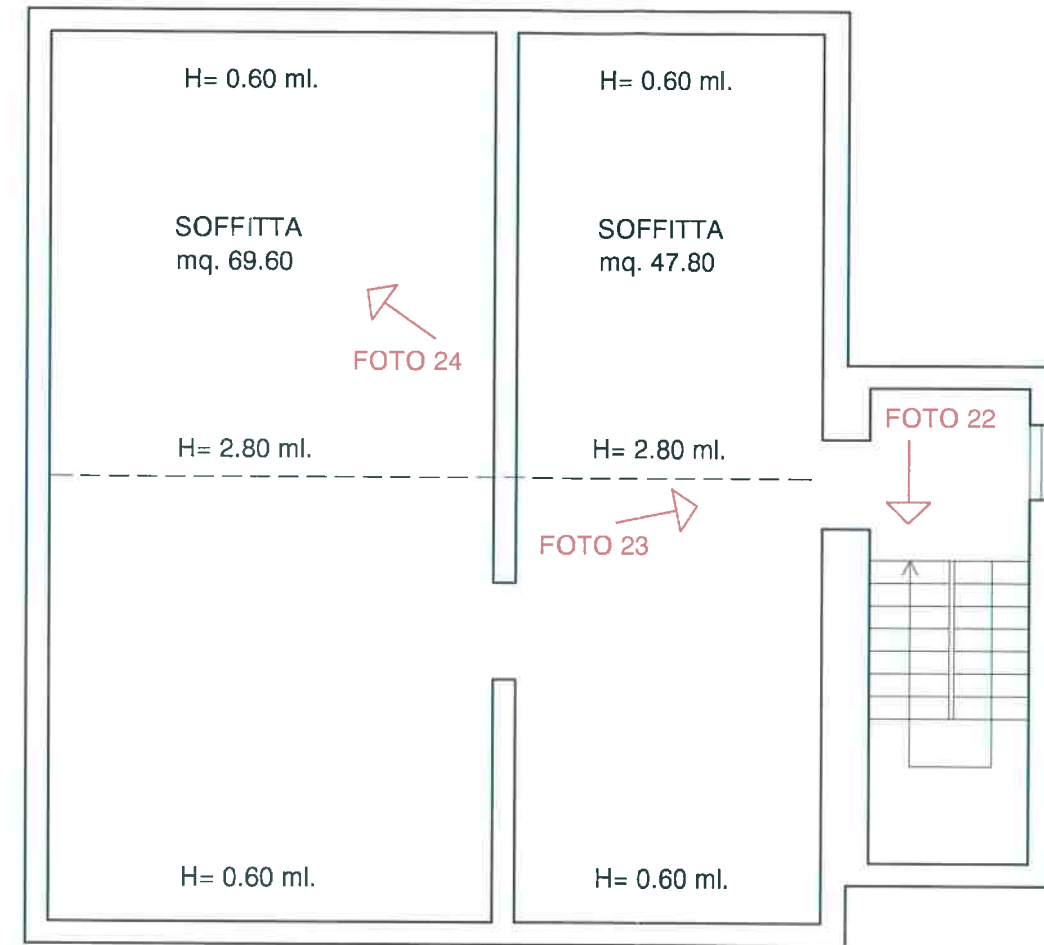 H= 0.60 ml.
H= 0.60 ml.
SOFFITTA
mq. 69.60
SOFFITTA
mq. 47.80
FOTO 24
FOTO 22
H= 2.80 ml.
H= 2.80 ml.
FOTO 23
H= 0.60 ml.
H= 0.60 ml.